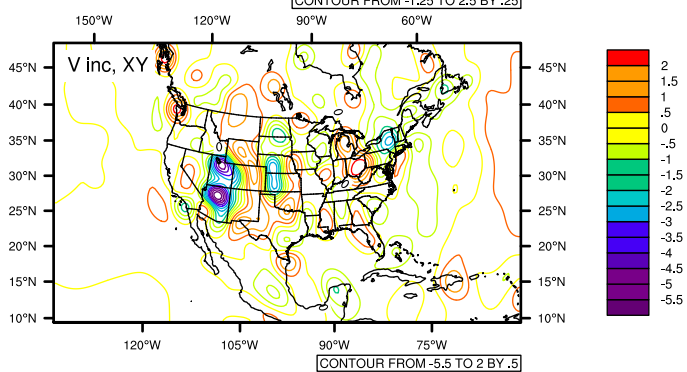 CONTOUR FROM -1.25 TO 2.5 BY .25
150°W 120°W 90°W 60°W
V inc, XY
45°N 45°N
40°N 40°N
35°N 35°N
30°N 30°N
25°N 25°N
20°N 20°N
15°N 15°N
10°N 10°N
120°W 105°W 90°W 75°W
CONTOUR FROM -5.5 TO 2 BY .5
2
1.5
1
.5
0
-.5
-1
-1.5
-2
-2.5
-3
-3.5
-4
-4.5
-5
-5.5